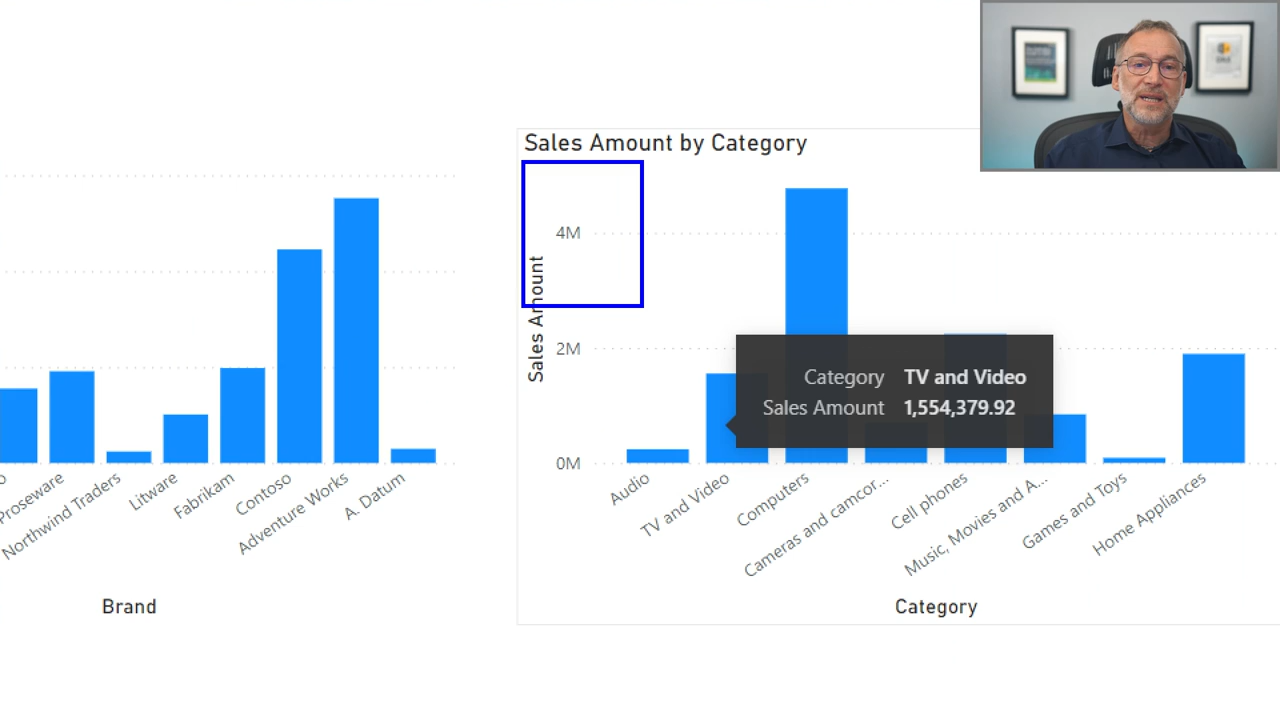 Sales Amount by Category
4M
2M
0M
Sales Amount
Category TV and Video
Sales Amount 1,554,379.92
Proseware
Northwind Traders
Litware
Fabrikam
Contoso
Adventure Works
A. Datum
Brand
Audio
TV and Video
Computers
Cameras and camcor...
Cell phones
Music, Movies and A...
Games and Toys
Home Appliances
Category